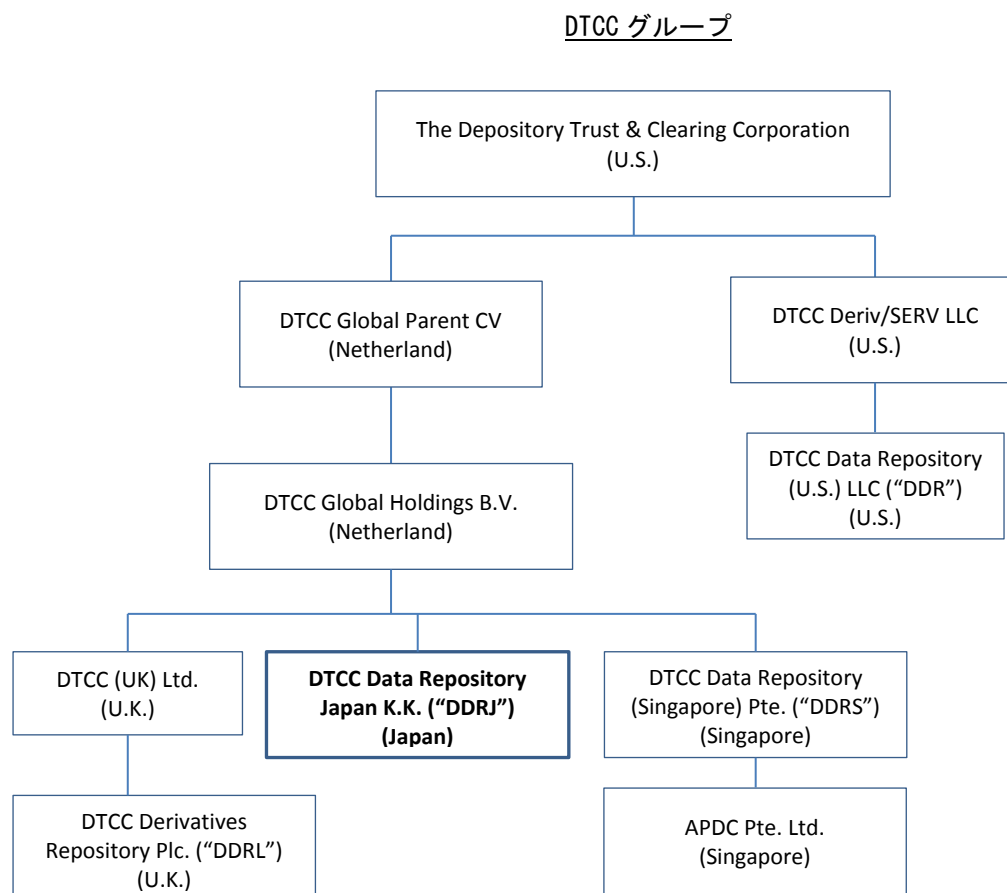 DTCC グループ
The Depository Trust & Clearing Corporation
(U.S.)
DTCC Global Parent CV
(Netherland)
DTCC Deriv/SERV LLC
(U.S.)
DTCC Data Repository
(U.S.) LLC (“DDR”)
(U.S.)
DTCC Global Holdings B.V.
(Netherland)
DTCC (UK) Ltd.
(U.K.)
DTCC Data Repository
Japan K.K. (“DDRJ”)
(Japan)
DTCC Data Repository
(Singapore) Pte. (“DDRS”)
(Singapore)
DTCC Derivatives
Repository Plc. (“DDRL”)
(U.K.)
APDC Pte. Ltd.
(Singapore)